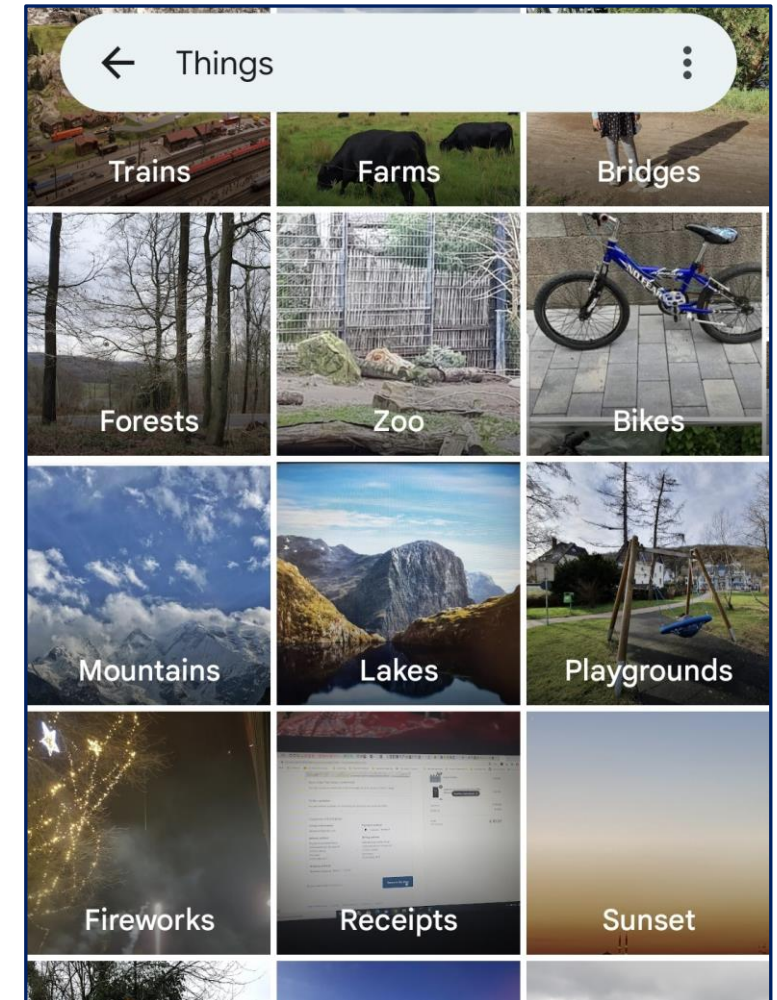 Things
Trains
Farms
Bridges
Forests
Zoo
Bikes
Mountains
Lakes
Playgrounds
Fireworks
Receipts
Sunset